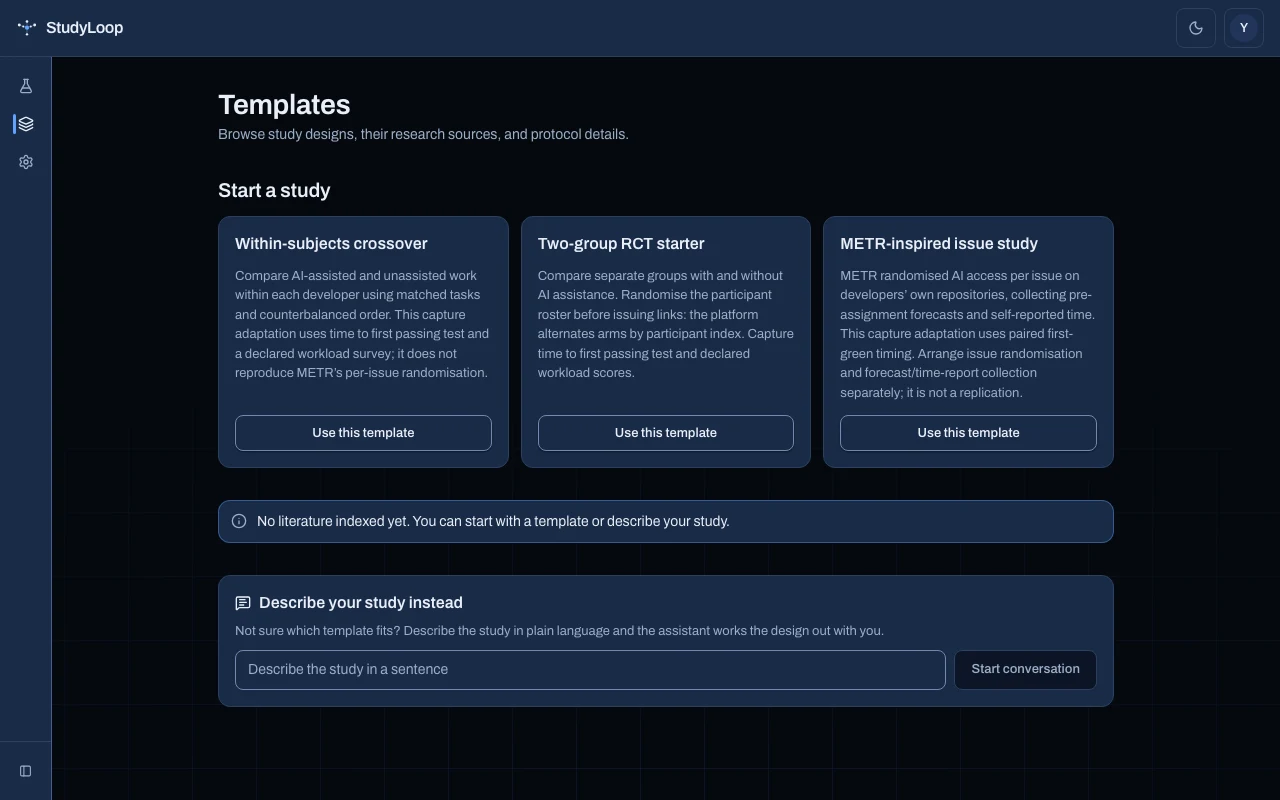 StudyLoop
Y
Templates
Browse study designs, their research sources, and protocol details.
Start a study
Within-subjects crossover
Compare AI-assisted and unassisted work
within each developer using matched tasks
and counterbalanced order. This capture
adaptation uses time to first passing test and
a declared workload survey; it does not
reproduce METR’s per-issue randomisation.
Use this template
Two-group RCT starter
Compare separate groups with and without
AI assistance. Randomise the participant
roster before issuing links: the platform
alternates arms by participant index. Capture
time to first passing test and declared
workload scores.
Use this template
METR-inspired issue study
METR randomised AI access per issue on
developers’ own repositories, collecting pre-
assignment forecasts and self-reported time.
This capture adaptation uses paired first-
green timing. Arrange issue randomisation
and forecast/time-report collection
separately; it is not a replication.
Use this template
No literature indexed yet. You can start with a template or describe your study.
Describe your study instead
Not sure which template fits? Describe the study in plain language and the assistant works the design out with you.
Describe the study in a sentence
Start conversation